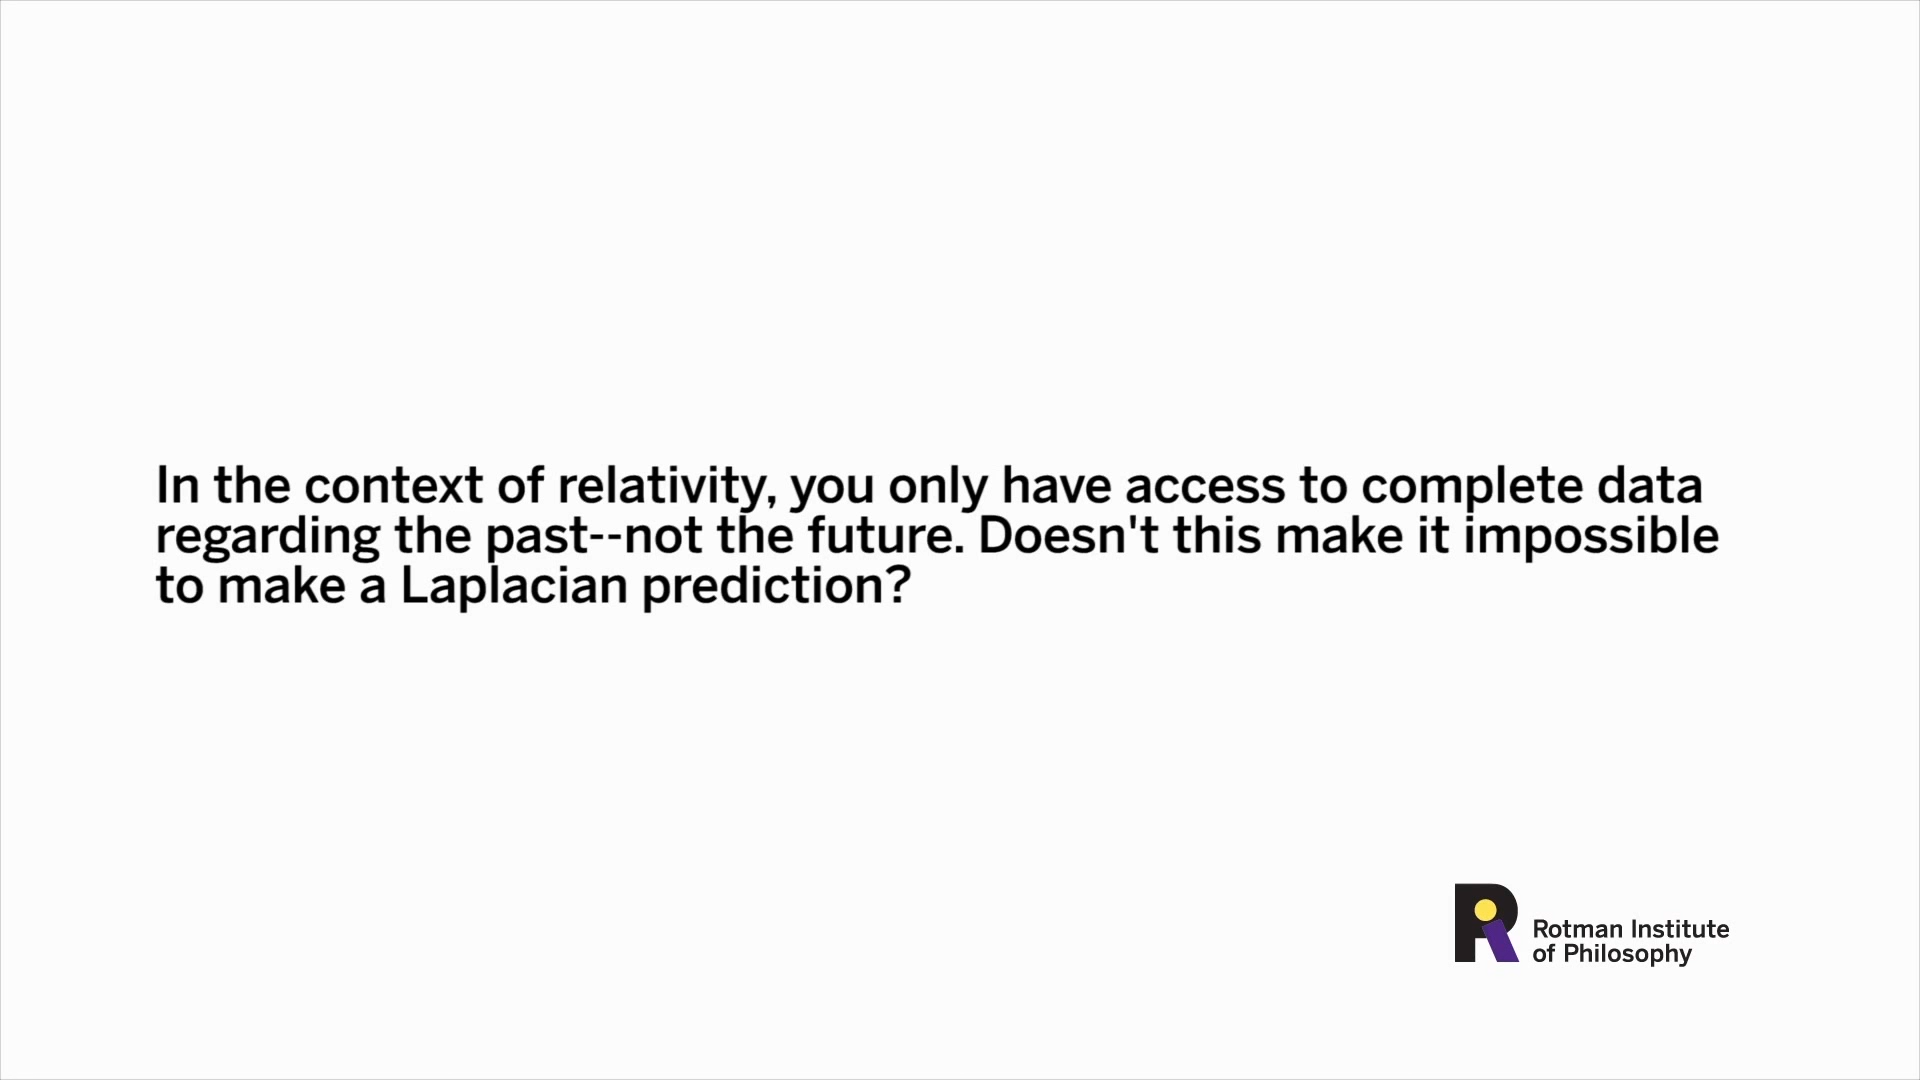 In the context of relativity, you only have access to complete data
regarding the past--not the future. Doesn't this make it impossible
to make a Laplacian prediction?
Rotman Institute
of Philosophy